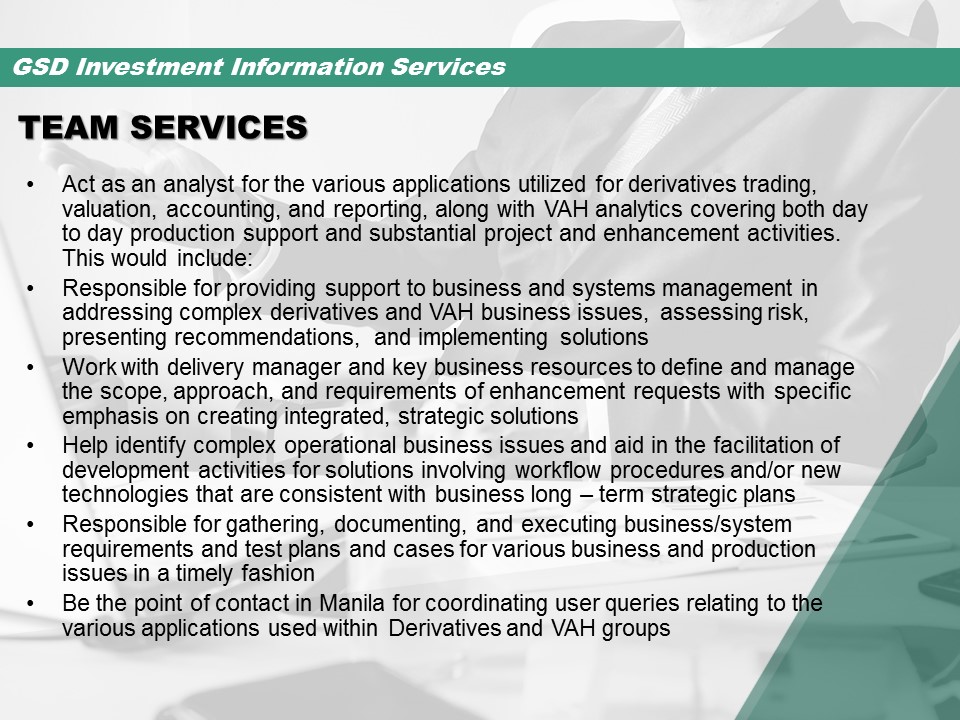 GSD Investment Information Services
TEAM SERVICES
• Act as an analyst for the various applications utilized for derivatives trading,
valuation, accounting, and reporting, along with VAH analytics covering both day
to day production support and substantial project and enhancement activities.
This would include:
• Responsible for providing support to business and systems management in
addressing complex derivatives and VAH business issues, assessing risk,
presenting recommendations, and implementing solutions
• Work with delivery manager and key business resources to define and manage
the scope, approach, and requirements of enhancement requests with specific
emphasis on creating integrated, strategic solutions
• Help identify complex operational business issues and aid in the facilitation of
development activities for solutions involving workflow procedures and/or new
technologies that are consistent with business long – term strategic plans
• Responsible for gathering, documenting, and executing business/system
requirements and test plans and cases for various business and production
issues in a timely fashion
• Be the point of contact in Manila for coordinating user queries relating to the
various applications used within Derivatives and VAH groups